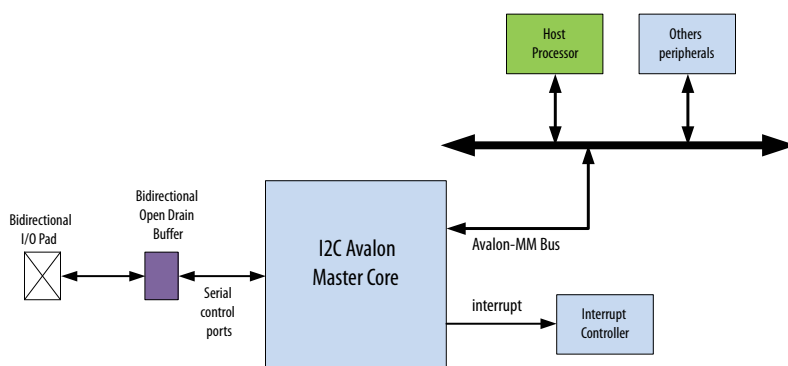 Host
Processor
Others
peripherals
Bidirectional
Open Drain
Buffer
Bidirectional
I/O Pad
I2C Avalon
Master Core
Avalon-MM Bus
Serial
control
ports
interrupt
Interrupt
Controller